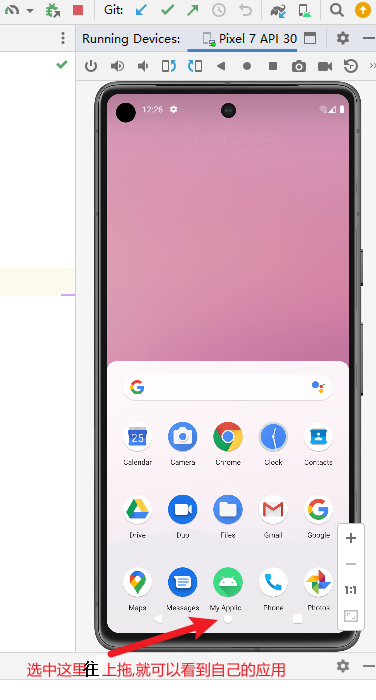 Git:
Running Devices:
Pixel 7 API 30
12:28
25
Calendar
Camera
Chrome
Clock
Contacts
Drive
Duo
Files
Gmail
Google
Maps
Messages
My Applic..
Phone
Photos
1:1
选中这里往 上拖,就可以看到自己的应用